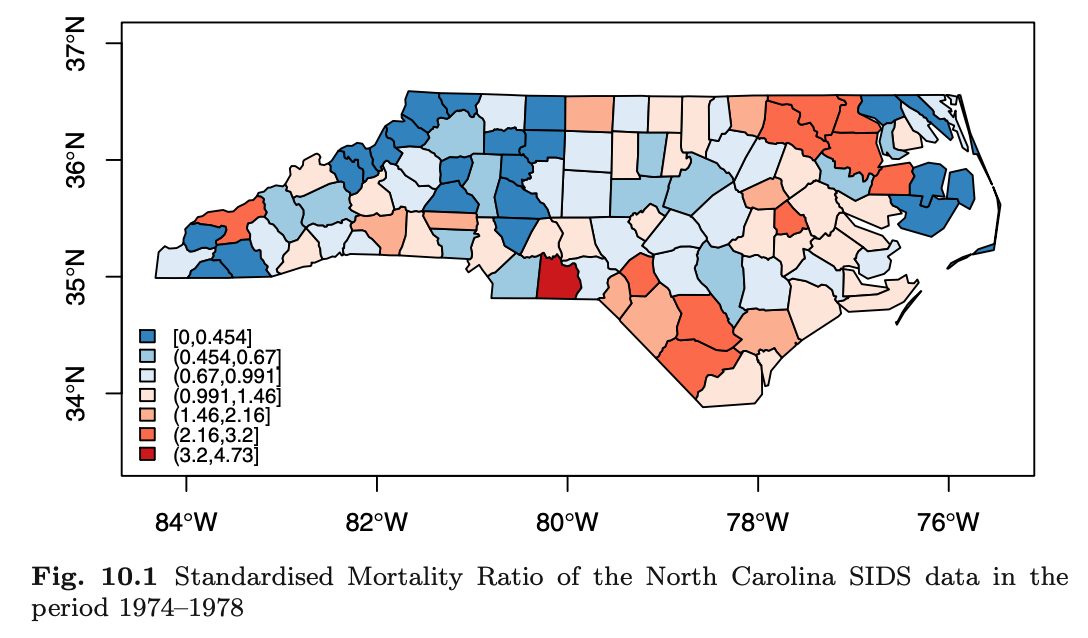 37°N
36°N
35°N
34°N
[0,0.454]
(0.454,0.67]
(0.67,0.991]
(0.991,1.46]
(1.46,2.16]
(2.16,3.2]
(3.2,4.73]
84°W 82°W 80°W 78°W 76°W
Fig. 10.1 Standardised Mortality Ratio of the North Carolina SIDS data in the
period 1974–1978